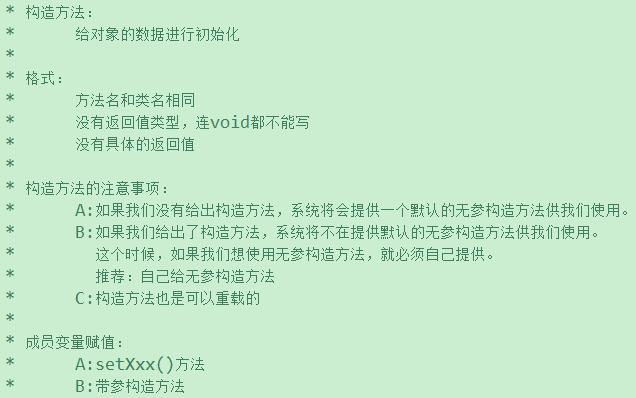 * 构造方法:
* 给对象的数据进行初始化
*
* 格式:
* 方法名和类名相同
* 没有返回值类型，连void都不能写
* 没有具体的返回值
*
* 构造方法的注意事项:
* A:如果我们没有给出构造方法，系统将会提供一个默认的无参构造方法供我们使用。
* B:如果我们给出了构造方法，系统将不在提供默认的无参构造方法供我们使用。
* 这个时候，如果我们想使用无参构造方法，就必须自己提供。
* 推荐：自己给无参构造方法
* C:构造方法也是可以重载的
*
* 成员变量赋值:
* A:setXxx()方法
* B:带参构造方法